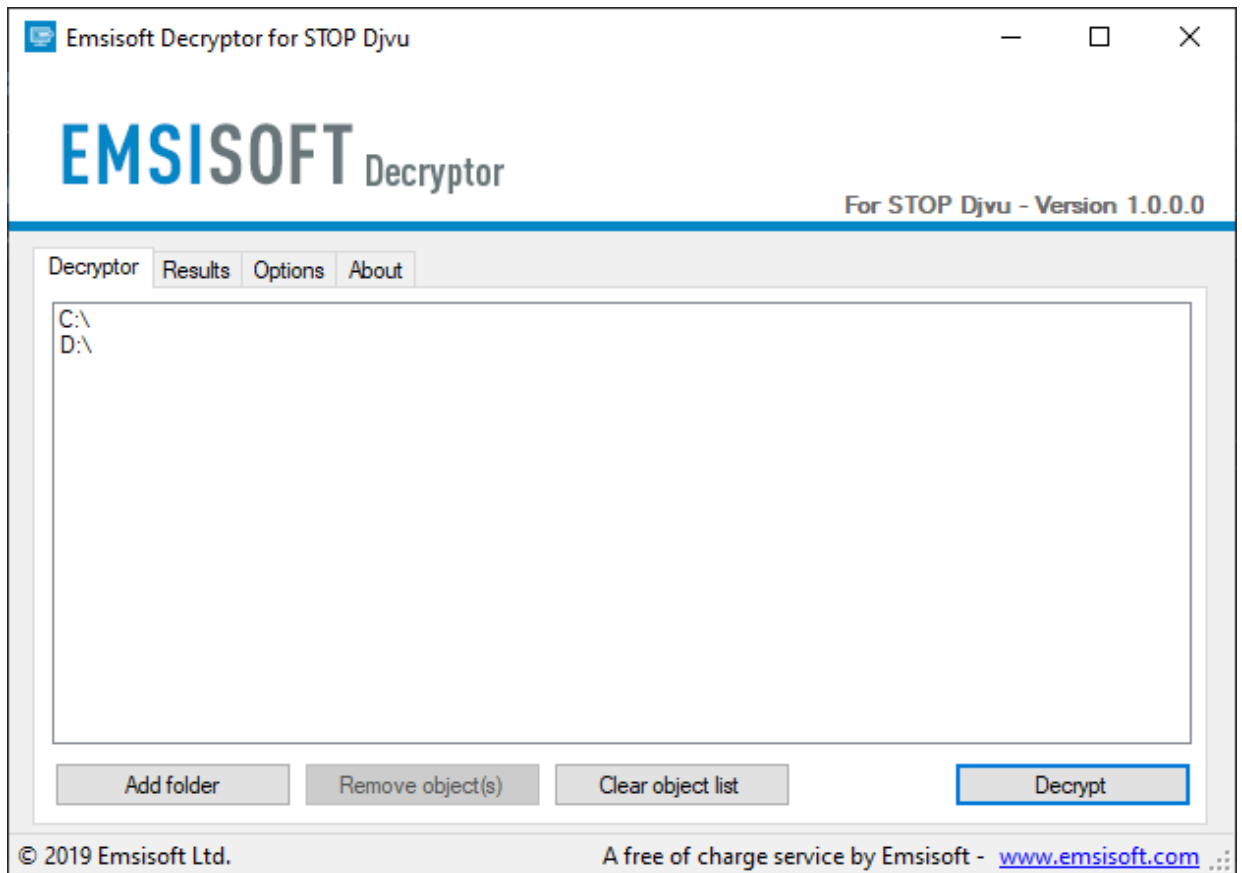 Emsisoft Decryptor for STOP Djvu
EMSISOFT Decryptor
For STOP Djvu - Version 1.0.0.0
Decryptor Results Options About
C:\
D:\
Add folder Remove object(s) Clear object list Decrypt
© 2019 Emsisoft Ltd. A free of charge service by Emsisoft - www.emsisoft.com